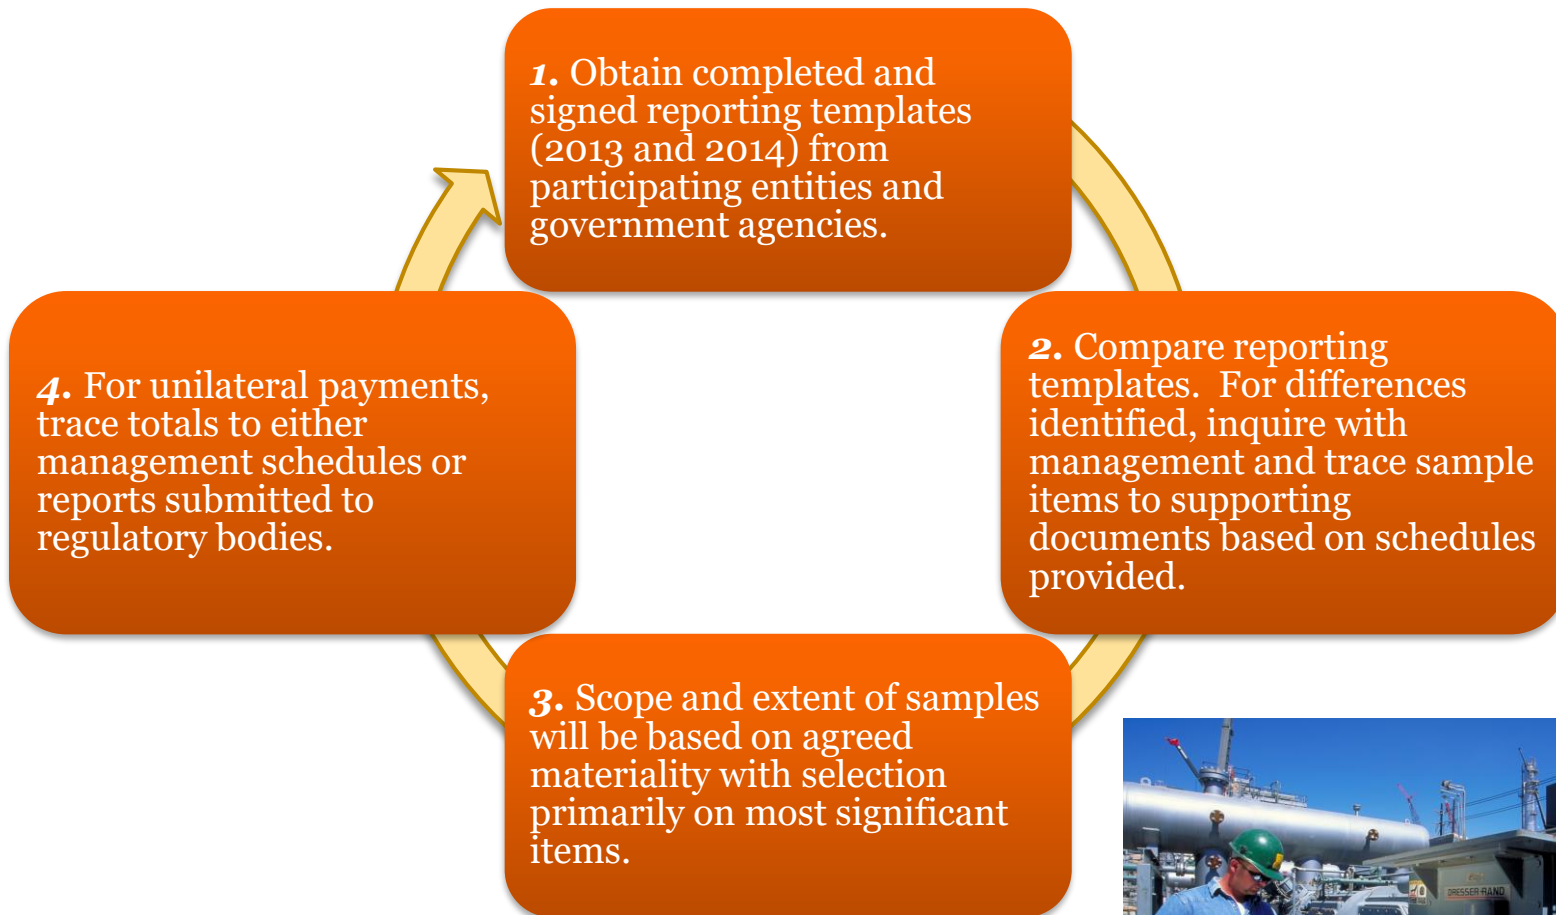 1. Obtain completed and
signed reporting templates
(2013 and 2014) from
participating entities and
government agencies.
2. Compare reporting
templates.  For differences
identified, inquire with
management and trace sample
items to supporting
documents based on schedules
provided.
3. Scope and extent of samples
will be based on agreed
materiality with selection
primarily on most significant
items.
4. For unilateral payments,
trace totals to either
management schedules or
reports submitted to
regulatory bodies.
DRESSER-RAND